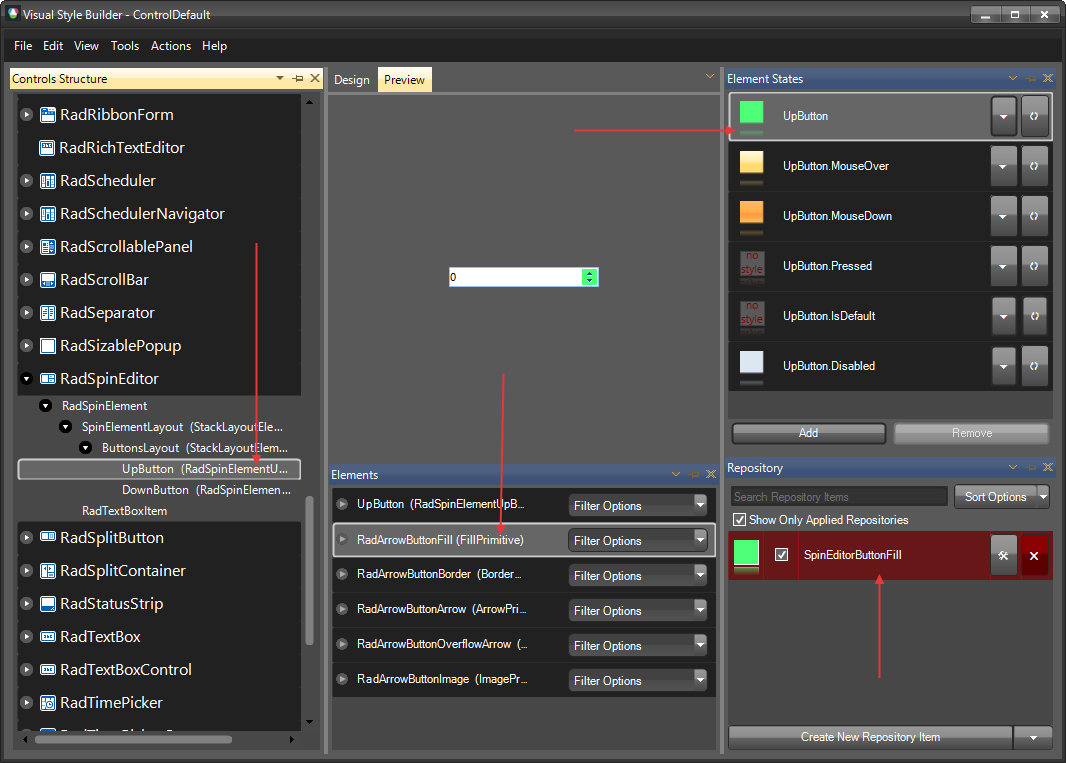 Visual Style Builder - ControlDefault
File Edit View Tools Actions Help
Controls Structure
RadRibbonForm
RadRichTextEditor
RadScheduler
RadSchedulerNavigator
RadScrollablePanel
RadScrollBar
RadSeparator
RadSizablePopup
RadSpinEditor
RadSpinElement
SpinElementLayout (StackLayoutEle...
ButtonsLayout (StackLayoutElem...
UpButton (RadSpinElementU...
DownButton (RadSpinElemen...
RadTextBoxItem
RadSplitButton
RadSplitContainer
RadStatusStrip
RadTextBox
RadTextBoxControl
RadTimePicker
Design Preview
0
Elements
UpButton (RadSpinElementUpB... Filter Options
RadArrowButtonFill (FillPrimitive) Filter Options
RadArrowButtonBorder (Border... Filter Options
RadArrowButtonArrow (ArrowPri... Filter Options
RadArrowButtonOverflowArrow (... Filter Options
RadArrowButtonImage (ImagePr... Filter Options
Element States
UpButton
UpButton.MouseOver
UpButton.MouseDown
no
style
UpButton.Pressed
no
style
UpButton.IsDefault
UpButton.Disabled
Add Remove
Repository
Search Repository Items Sort Options
Show Only Applied Repositories
SpinEditorButtonFill
Create New Repository Item